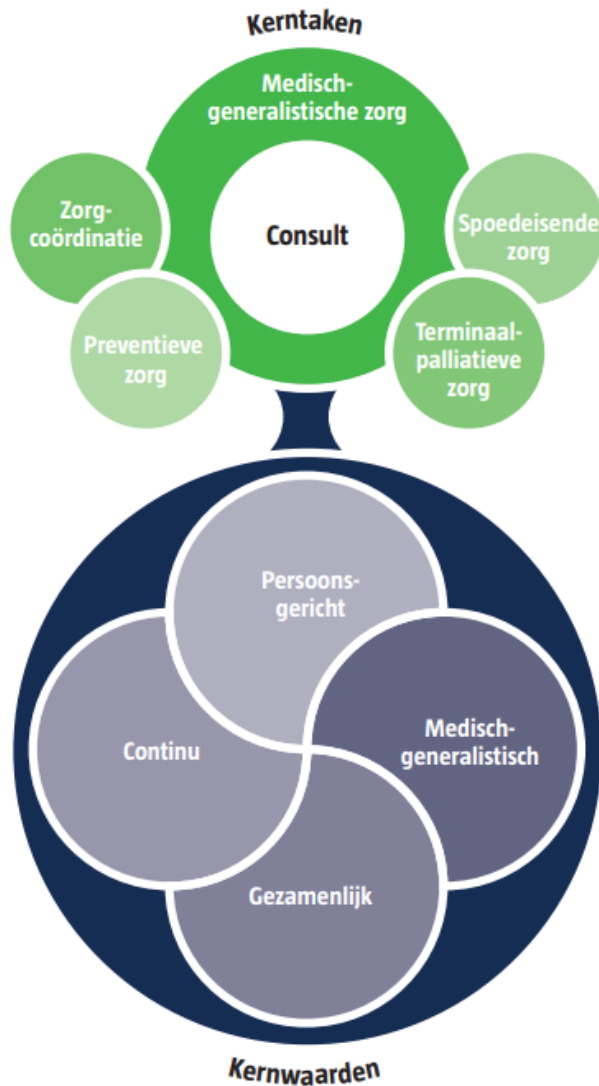 Kerntaken
Medisch-
generalistische zorg
Consult
Zorg-
coördinatie
Spoedeisende
zorg
Preventieve
zorg
Terminaal-
palliatieve
zorg
Persoons-
gericht
Continu
Medisch-
generalistisch
Gezamenlijk
Kernwaarden